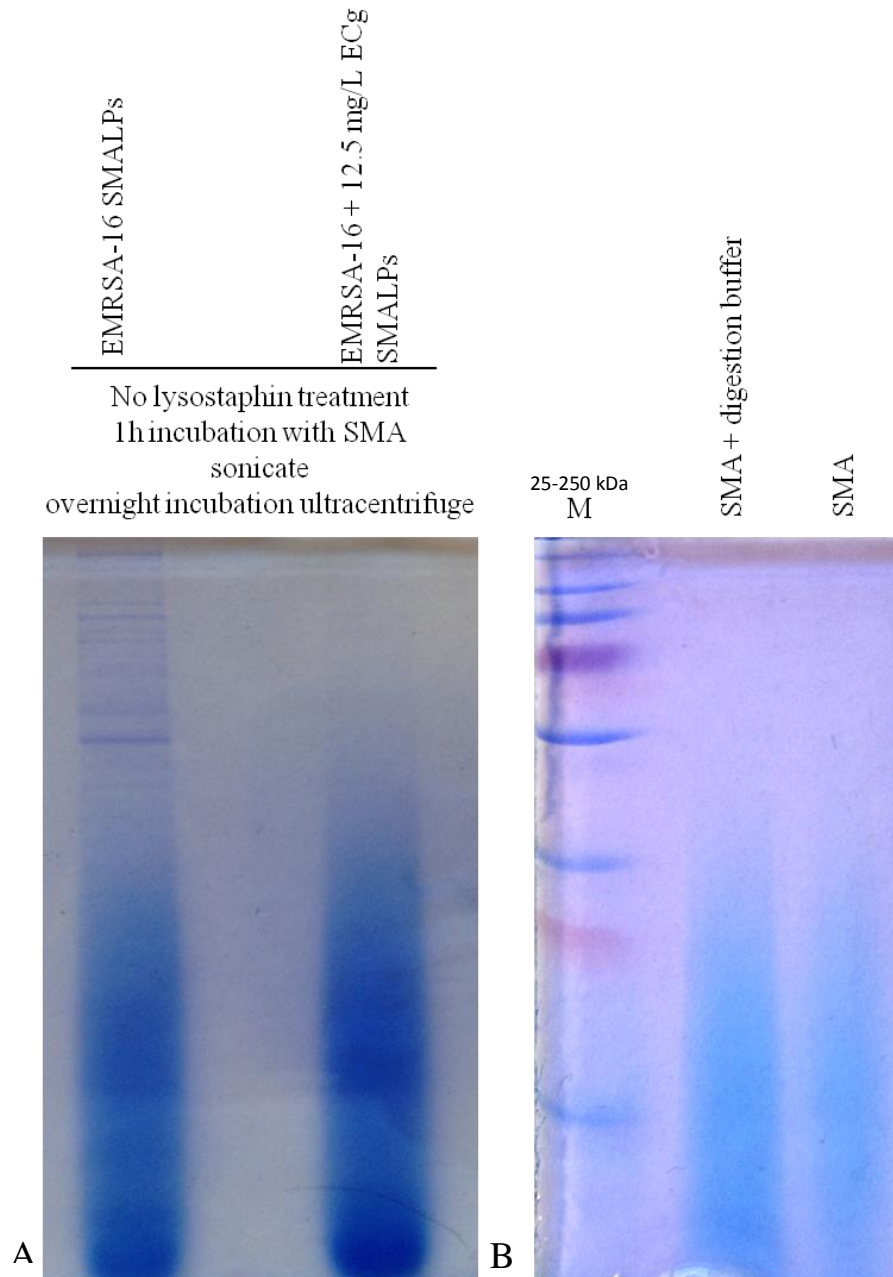 EMRSA-16 SMALPs
EMRSA-16 + 12.5 mg/L ECg
SMALPs
No lysostaphin treatment
1h incubation with SMA
sonicate
overnight incubation ultracentrifuge
25-250 kDa
M
SMA + digestion buffer
SMA
A
B